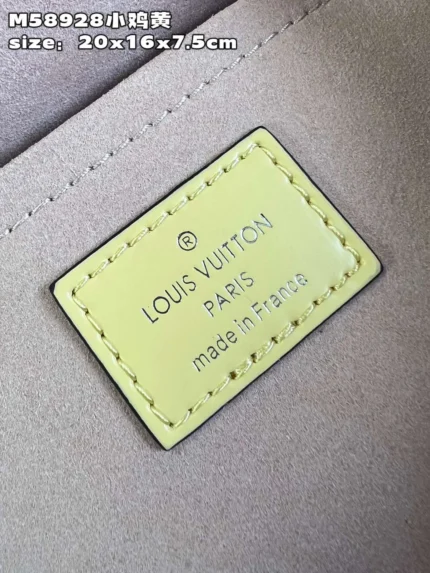 M58928小鸡黄
size：20x16x7.5cm
®
LOUIS VUITTON
PARIS
made in France